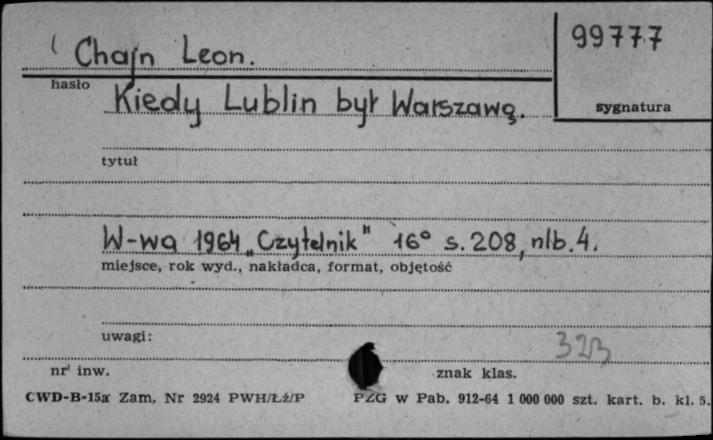 Chajn Leon.
99777
hasło
Kiedy Lublin był Warszawą.
sygnatura
tytuł
W-wa 1964 „Czytelnik" 16° s. 208, nlb. 4.
miejsce, rok wyd., nakładca, format, objętość
uwagi:
323
nr inw.
znak klas.
CWD-B-15a Zam. Nr 2924 PWH/Łź/P PZG w Pab. 912-64 1 000 000 szt. kart. b. kl. 5.